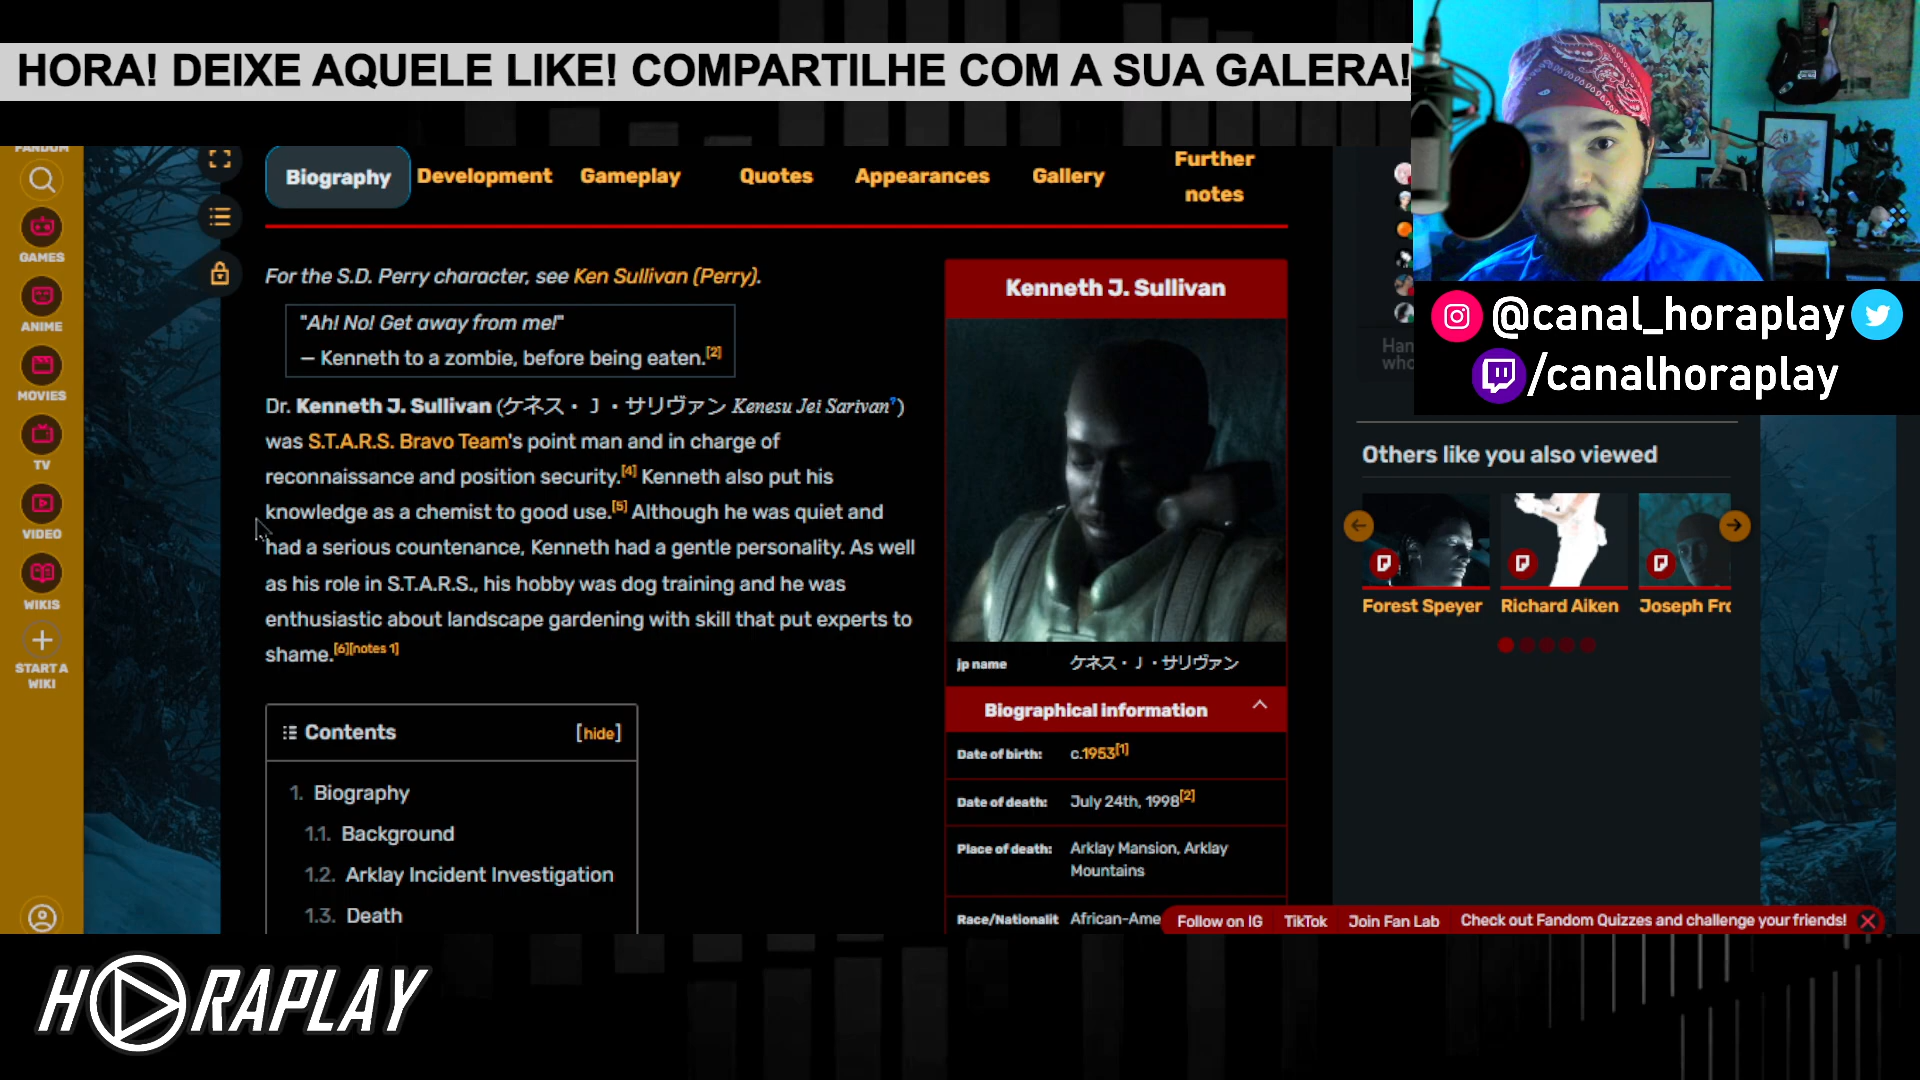 HORA! DEIXE AQUELE LIKE! COMPARTILHE COM A SUA GALERA!
@canal_horaplay
/canalhoraplay
FANDOM
GAMES
ANIME
MOVIES
TV
VIDEO
WIKIS
START A
WIKI
Biography
Development
Gameplay
Quotes
Appearances
Gallery
Further
notes
For the S.D. Perry character, see Ken Sullivan (Perry).
"Ah! No! Get away from me!"
— Kenneth to a zombie, before being eaten.[2]
Dr. Kenneth J. Sullivan (ケネス・J・サリヴァン Kenesu Jei Sarivan?)
was S.T.A.R.S. Bravo Team's point man and in charge of
reconnaissance and position security.[4] Kenneth also put his
knowledge as a chemist to good use.[5] Although he was quiet and
had a serious countenance, Kenneth had a gentle personality. As well
as his role in S.T.A.R.S., his hobby was dog training and he was
enthusiastic about landscape gardening with skill that put experts to
shame.[6][notes 1]
Contents [hide]
1. Biography
1.1. Background
1.2. Arklay Incident Investigation
1.3. Death
Kenneth J. Sullivan
jp name ケネス・J・サリヴァン
Biographical information
Date of birth: c.1953[1]
Date of death: July 24th, 1998[2]
Place of death: Arklay Mansion, Arklay
Mountains
Race/Nationalit African-Ame
Han
who
Others like you also viewed
Forest Speyer
Richard Aiken
Joseph Fro
Follow on IG TikTok Join Fan Lab Check out Fandom Quizzes and challenge your friends!
HORAPLAY